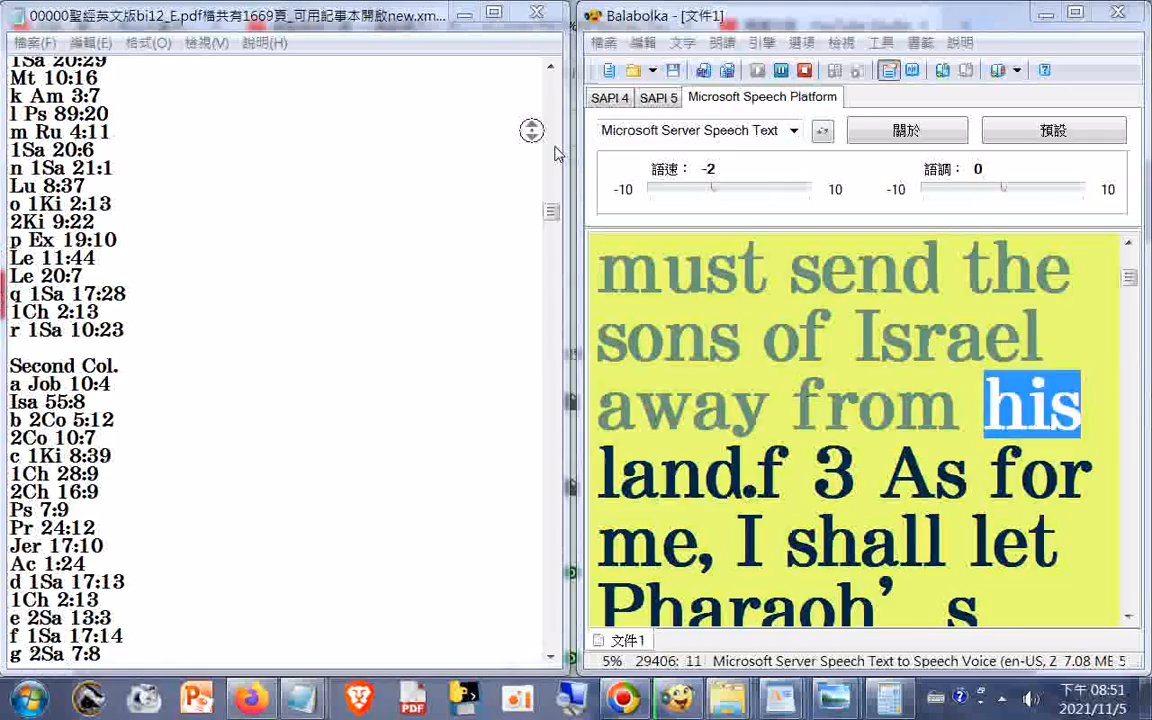 00000聖經英文版bi12_E.pdf檔共有1669頁_可用記事本開啟new.xm...
檔案(F) 編輯(E) 格式(O) 檢視(V) 說明(H)
1Sa 20:29
Mt 10:16
k Am 3:7
l Ps 89:20
m Ru 4:11
1Sa 20:6
n 1Sa 21:1
Lu 8:37
o 1Ki 2:13
2Ki 9:22
p Ex 19:10
Le 11:44
Le 20:7
q 1Sa 17:28
1Ch 2:13
r 1Sa 10:23
Second Col.
a Job 10:4
Isa 55:8
b 2Co 5:12
2Co 10:7
c 1Ki 8:39
1Ch 28:9
2Ch 16:9
Ps 7:9
Pr 24:12
Jer 17:10
Ac 1:24
d 1Sa 17:13
1Ch 2:13
e 2Sa 13:3
f 1Sa 17:14
g 2Sa 7:8
Balabolka - [文件1]
檔案 編輯 文字 朗讀 引擎 選項 檢視 工具 書籤 說明
SAPI 4 SAPI 5 Microsoft Speech Platform
Microsoft Server Speech Text 關於 預設
語速： -2 語調： 0
-10 10 -10 10
must send the
sons of Israel
away from his
land.f 3 As for
me, I shall let
Pharaoh’s
文件1
5% 29406: 11 Microsoft Server Speech Text to Speech Voice (en-US, Z 7.08 MB 5
下午 08:51
2021/11/5